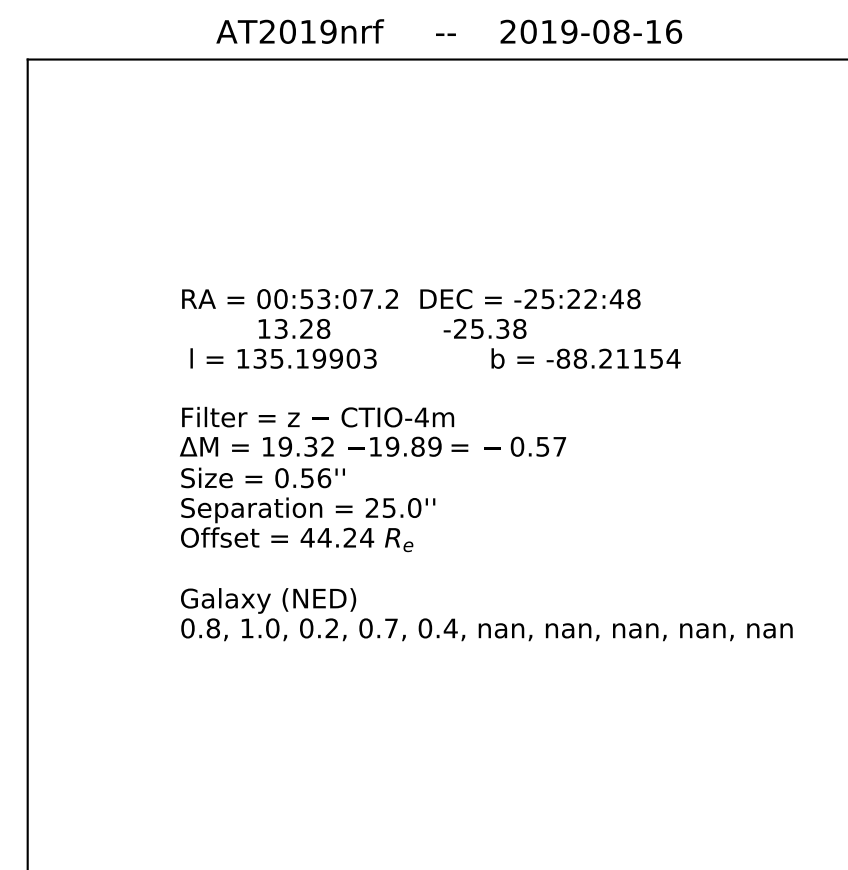 AT2019nrf -- 2019-08-16
RA = 00:53:07.2 DEC = -25:22:48
13.28 -25.38
l = 135.19903 b = -88.21154
Filter = z − CTIO-4m
ΔM = 19.32 −19.89 = − 0.57
Size = 0.56''
Separation = 25.0''
Offset = 44.24 Rₑ
Galaxy (NED)
0.8, 1.0, 0.2, 0.7, 0.4, nan, nan, nan, nan, nan